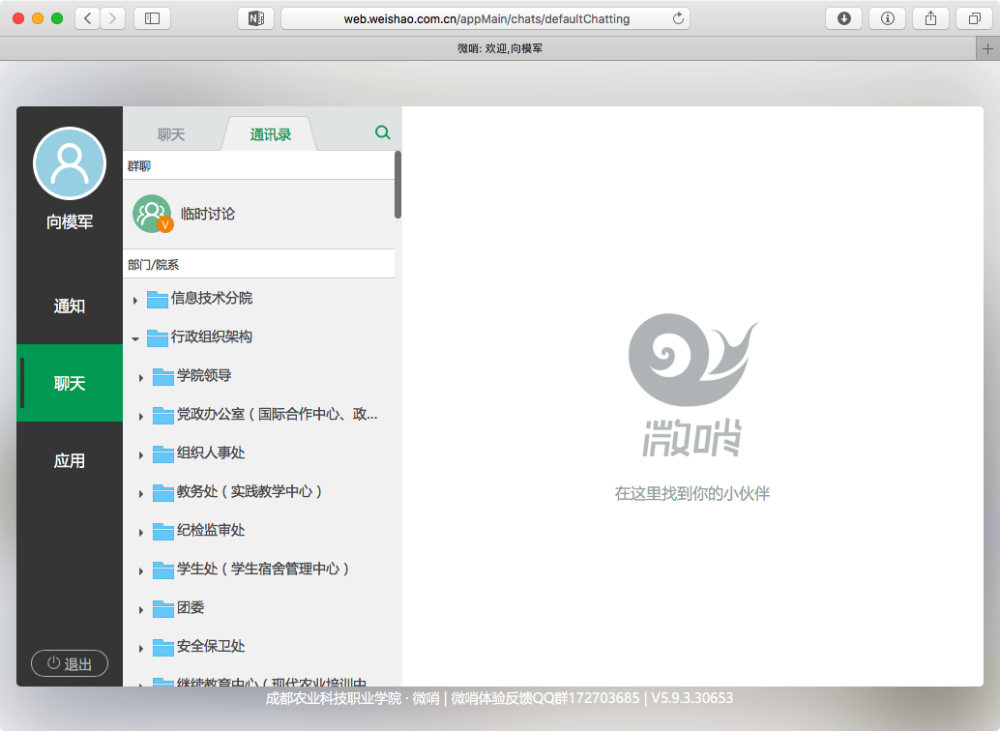 web.weishao.com.cn/appMain/chats/defaultChatting
微哨: 欢迎,向模军
向模军
通知
聊天
应用
退出
聊天
通讯录
群聊
临时讨论
V
部门/院系
信息技术分院
行政组织架构
学院领导
党政办公室（国际合作中心、政...
组织人事处
教务处（实践教学中心）
纪检监审处
学生处（学生宿舍管理中心）
团委
安全保卫处
继续教育中心（现代农业培训中
微哨
在这里找到你的小伙伴
成都农业科技职业学院 · 微哨 | 微哨体验反馈QQ群172703685 | V5.9.3.30653